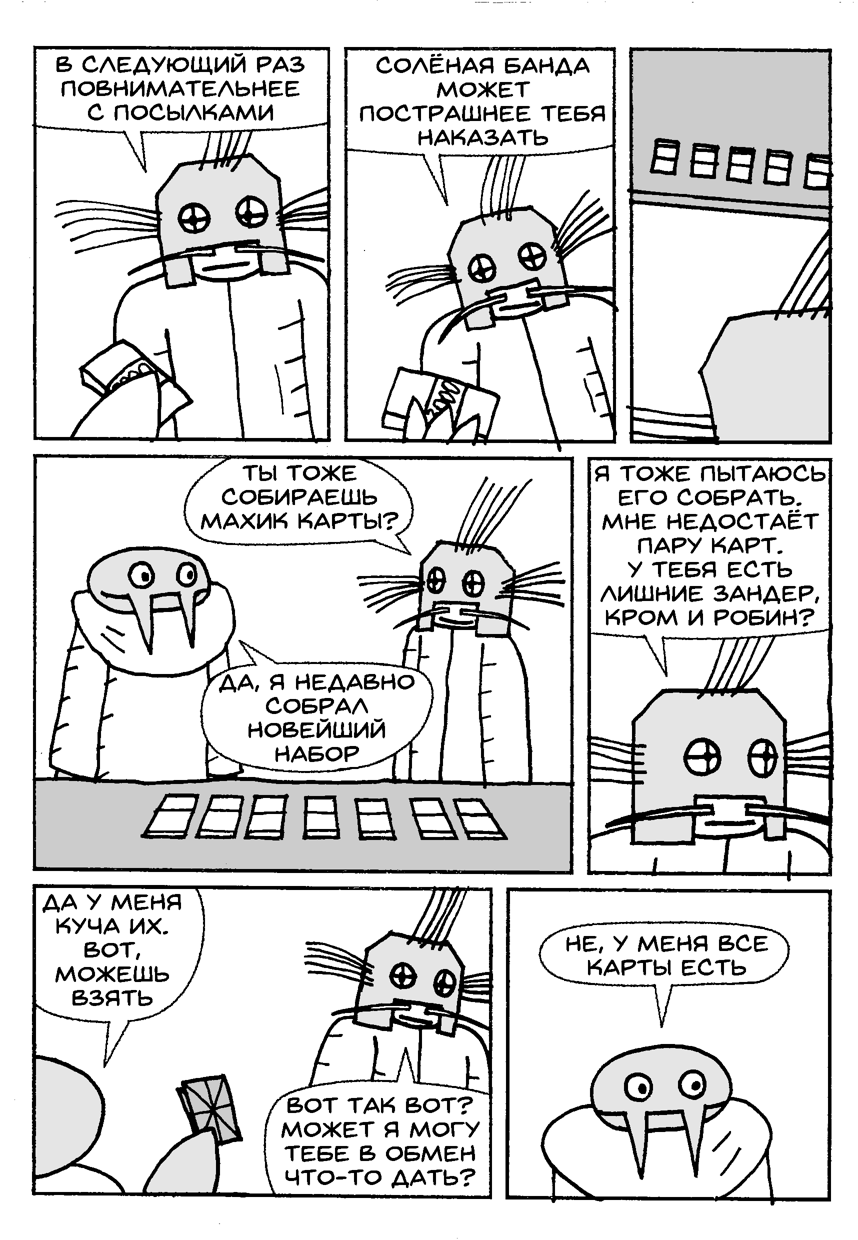 В СЛЕДУЮЩИЙ РАЗ
ПОВНИМАТЕЛЬНЕЕ
С ПОСЫЛКАМИ
СОЛЁНАЯ БАНДА
МОЖЕТ
ПОСТРАШНЕЕ ТЕБЯ
НАКАЗАТЬ
ТЫ ТОЖЕ
СОБИРАЕШЬ
МАХИК КАРТЫ?
ДА, Я НЕДАВНО
СОБРАЛ
НОВЕЙШИЙ
НАБОР
Я ТОЖЕ ПЫТАЮСЬ
ЕГО СОБРАТЬ.
МНЕ НЕДОСТАЁТ
ПАРУ КАРТ.
У ТЕБЯ ЕСТЬ
ЛИШНИЕ ЗАНДЕР,
КРОМ И РОБИН?
ДА У МЕНЯ
КУЧА ИХ.
ВОТ,
МОЖЕШЬ
ВЗЯТЬ
ВОТ ТАК ВОТ?
МОЖЕТ Я МОГУ
ТЕБЕ В ОБМЕН
ЧТО-ТО ДАТЬ?
НЕ, У МЕНЯ ВСЕ
КАРТЫ ЕСТЬ